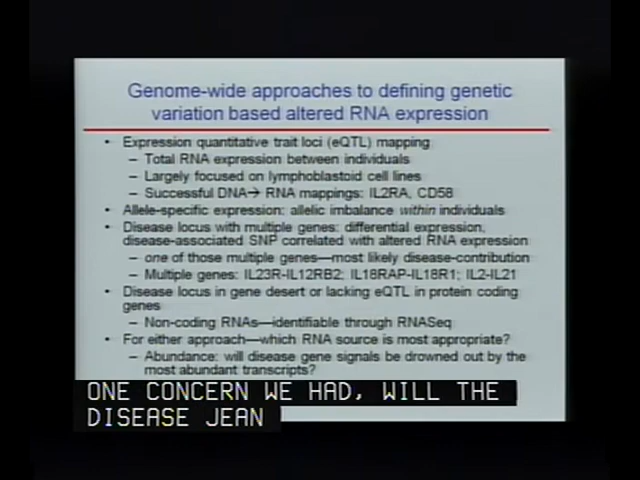 Genome-wide approaches to defining genetic
variation based altered RNA expression
• Expression quantitative trait loci (eQTL) mapping
– Total RNA expression between individuals
– Largely focused on lymphoblastoid cell lines
– Successful DNA→ RNA mappings: IL2RA, CD58
• Allele-specific expression: allelic imbalance within individuals
• Disease locus with multiple genes: differential expression,
disease-associated SNP correlated with altered RNA expression
– one of those multiple genes—most likely disease-contribution
– Multiple genes: IL23R-IL12RB2; IL18RAP-IL18R1; IL2-IL21
• Disease locus in gene desert or lacking eQTL in protein coding
genes
– Non-coding RNAs—identifiable through RNASeq
• For either approach—which RNA source is most appropriate?
– Abundance: will disease gene signals be drowned out by the
most abundant transcripts?
ONE CONCERN WE HAD, WILL THE
DISEASE JEAN